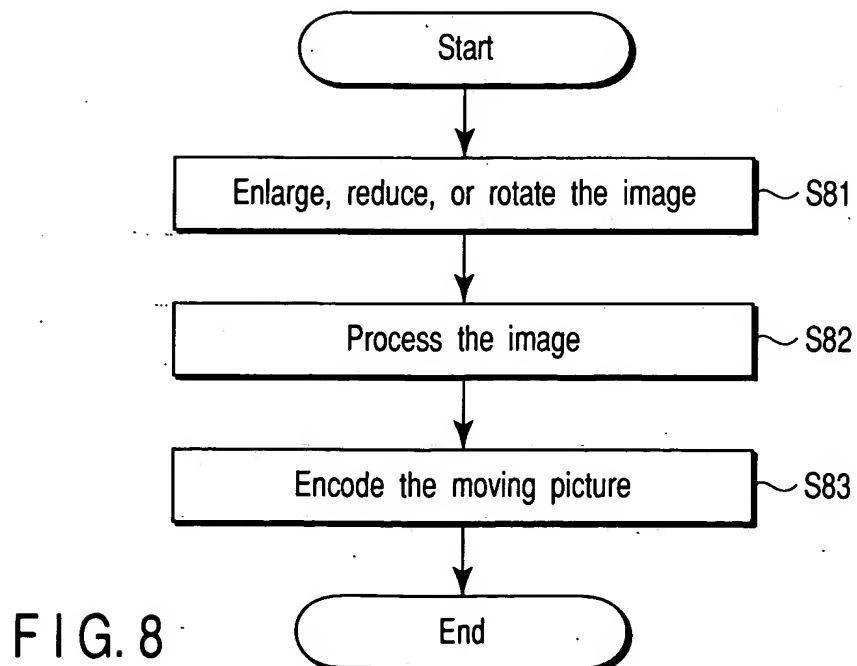 Start
Enlarge, reduce, or rotate the image
S81
Process the image
S82
Encode the moving picture
S83
End
FIG. 8